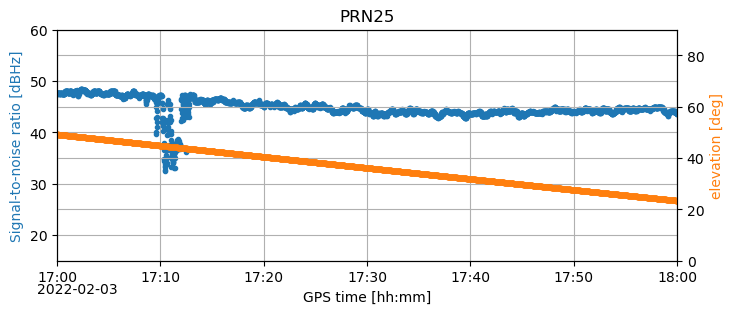 PRN25
Signal-to-noise ratio [dBHz]
60
50
40
30
20
80
60
40
20
0
elevation [deg]
17:00 17:10 17:20 17:30 17:40 17:50 18:00
2022-02-03
GPS time [hh:mm]